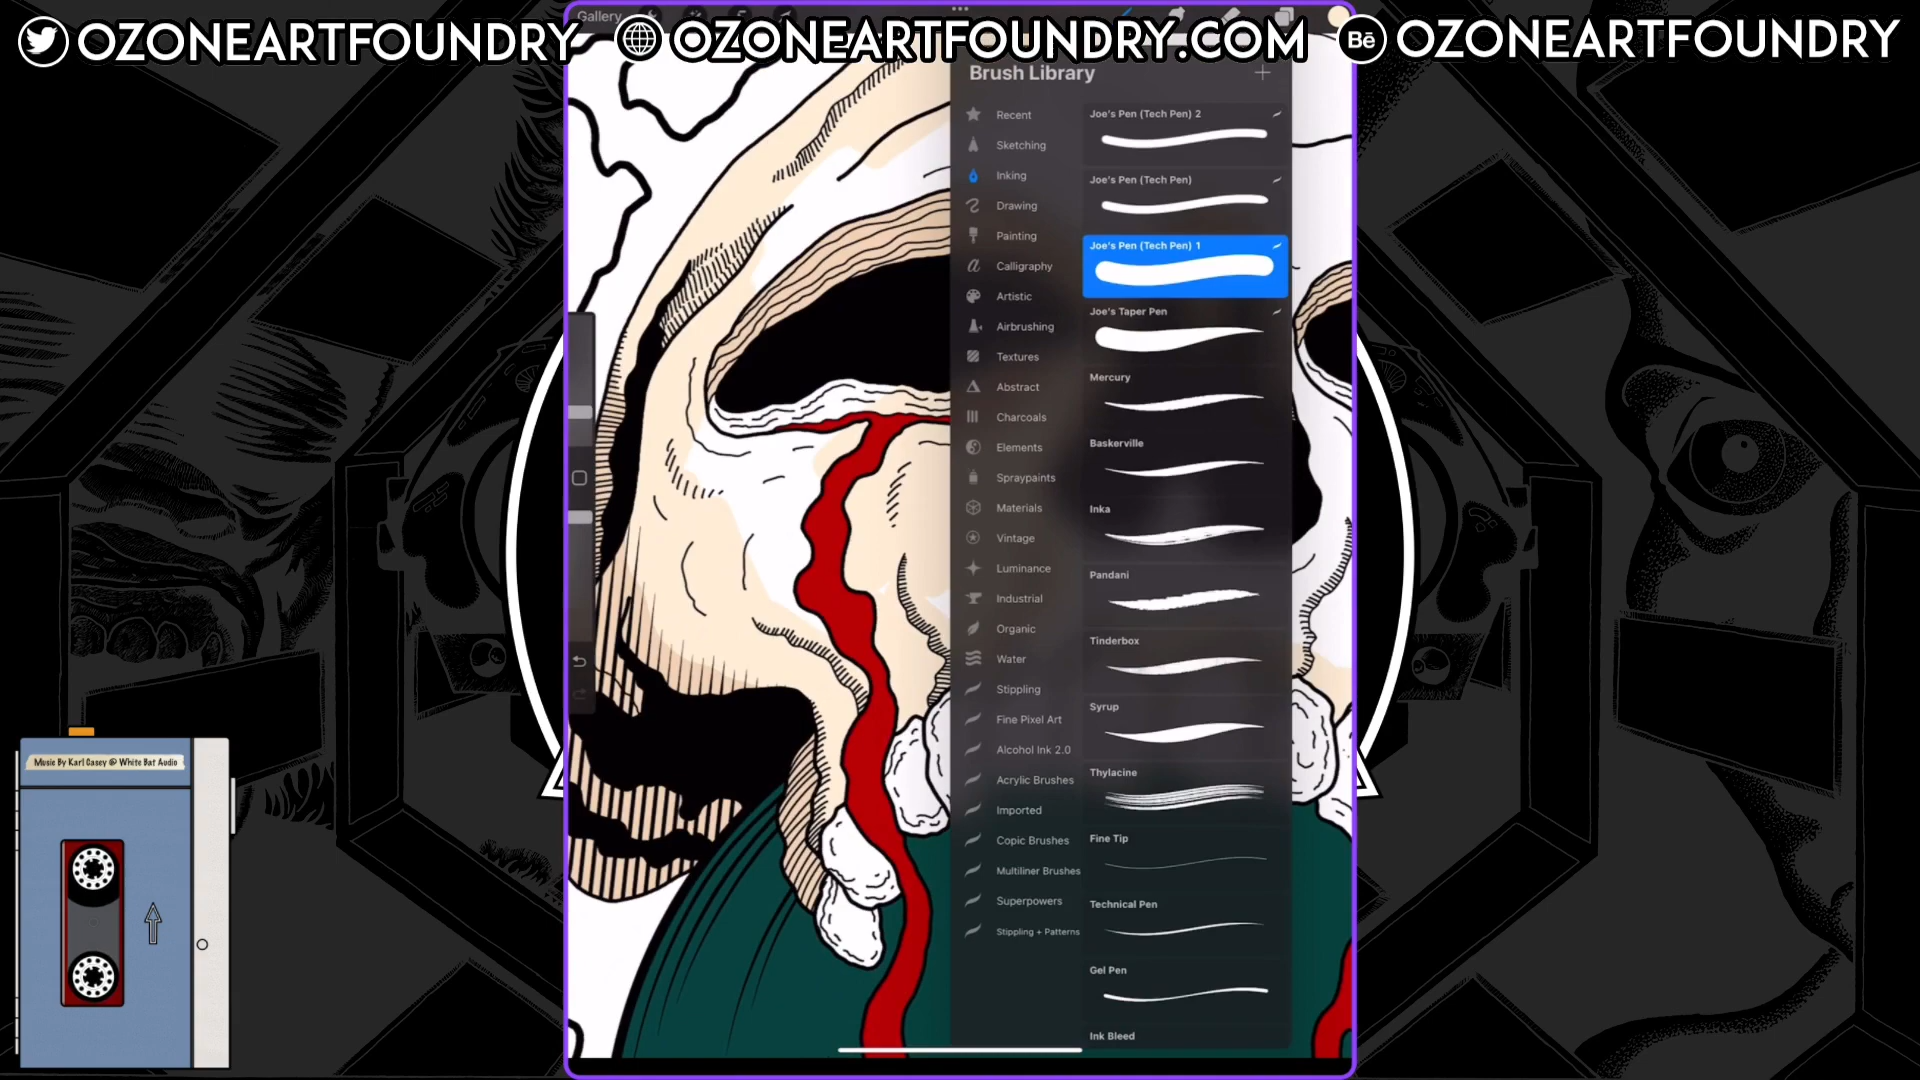 Gallery
OZONEARTFOUNDRY
OZONEARTFOUNDRY.COM
Bē OZONEARTFOUNDRY
Brush Library
Recent
Sketching
Inking
Drawing
Painting
Calligraphy
Artistic
Airbrushing
Textures
Abstract
Charcoals
Elements
Spraypaints
Materials
Vintage
Luminance
Industrial
Organic
Water
Stippling
Fine Pixel Art
Alcohol Ink 2.0
Acrylic Brushes
Imported
Copic Brushes
Multiliner Brushes
Superpowers
Stippling + Patterns
Joe's Pen (Tech Pen) 2
Joe's Pen (Tech Pen)
Joe's Pen (Tech Pen) 1
Joe's Taper Pen
Mercury
Baskerville
Inka
Pandani
Tinderbox
Syrup
Thylacine
Fine Tip
Technical Pen
Gel Pen
Ink Bleed
Music By Karl Casey @ White Bat Audio